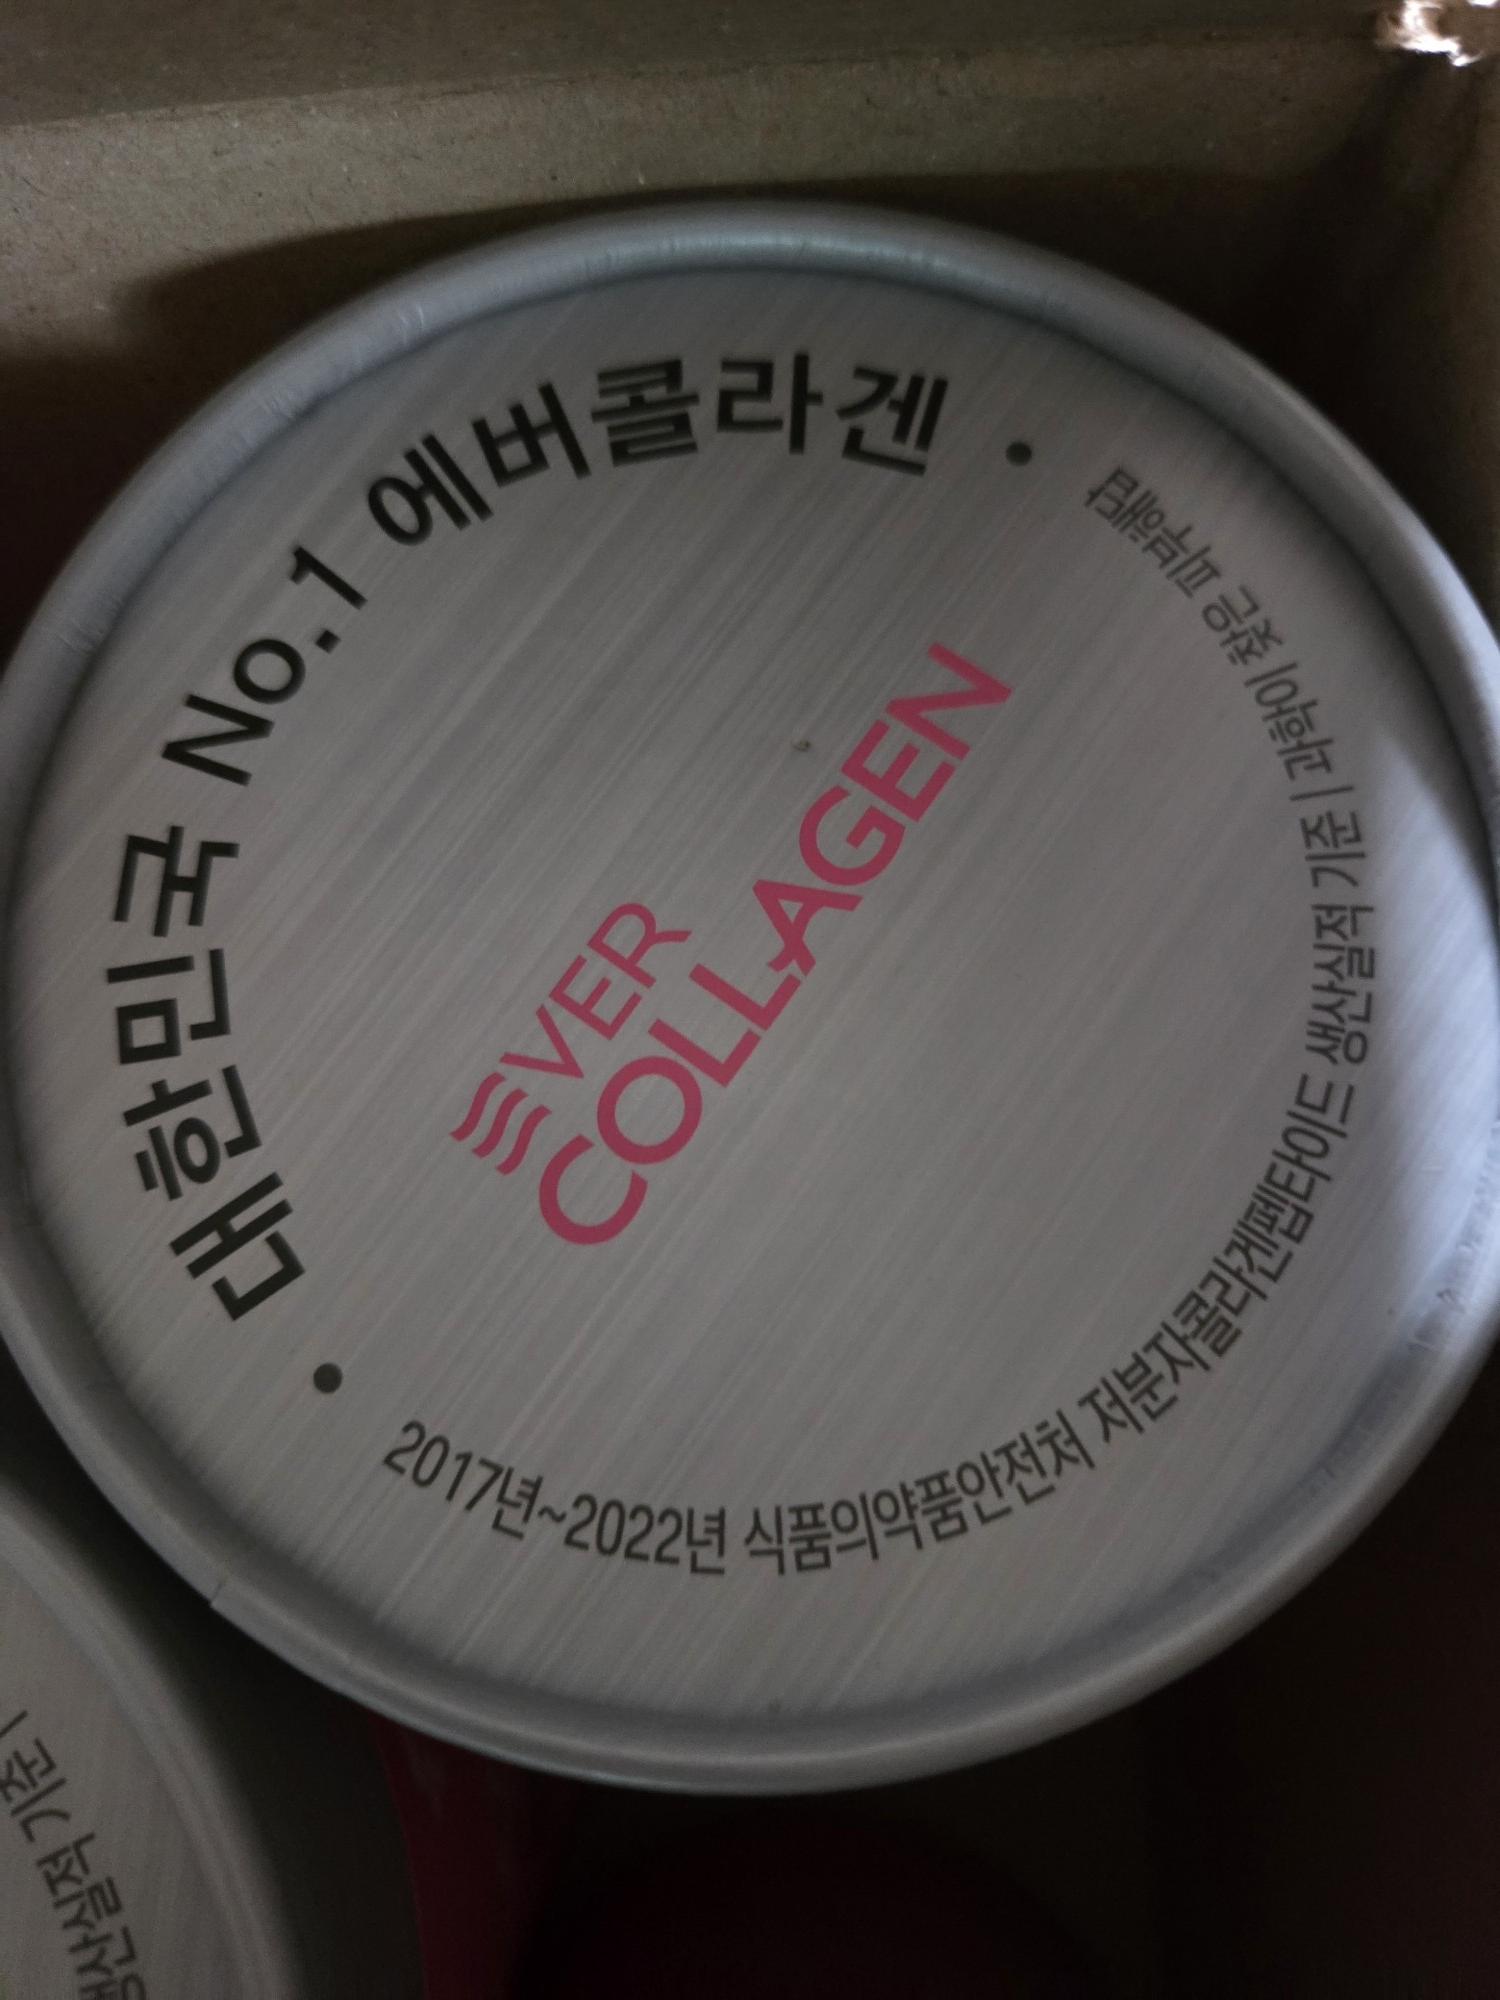 대한민국 No.1 에버콜라겐
EVER
COLLAGEN
2017년~2022년 식품의약품안전처 저분자콜라겐펩타이드 생산실적 기준 | 과학이 찾은 피부해답
생산실적 기준 |